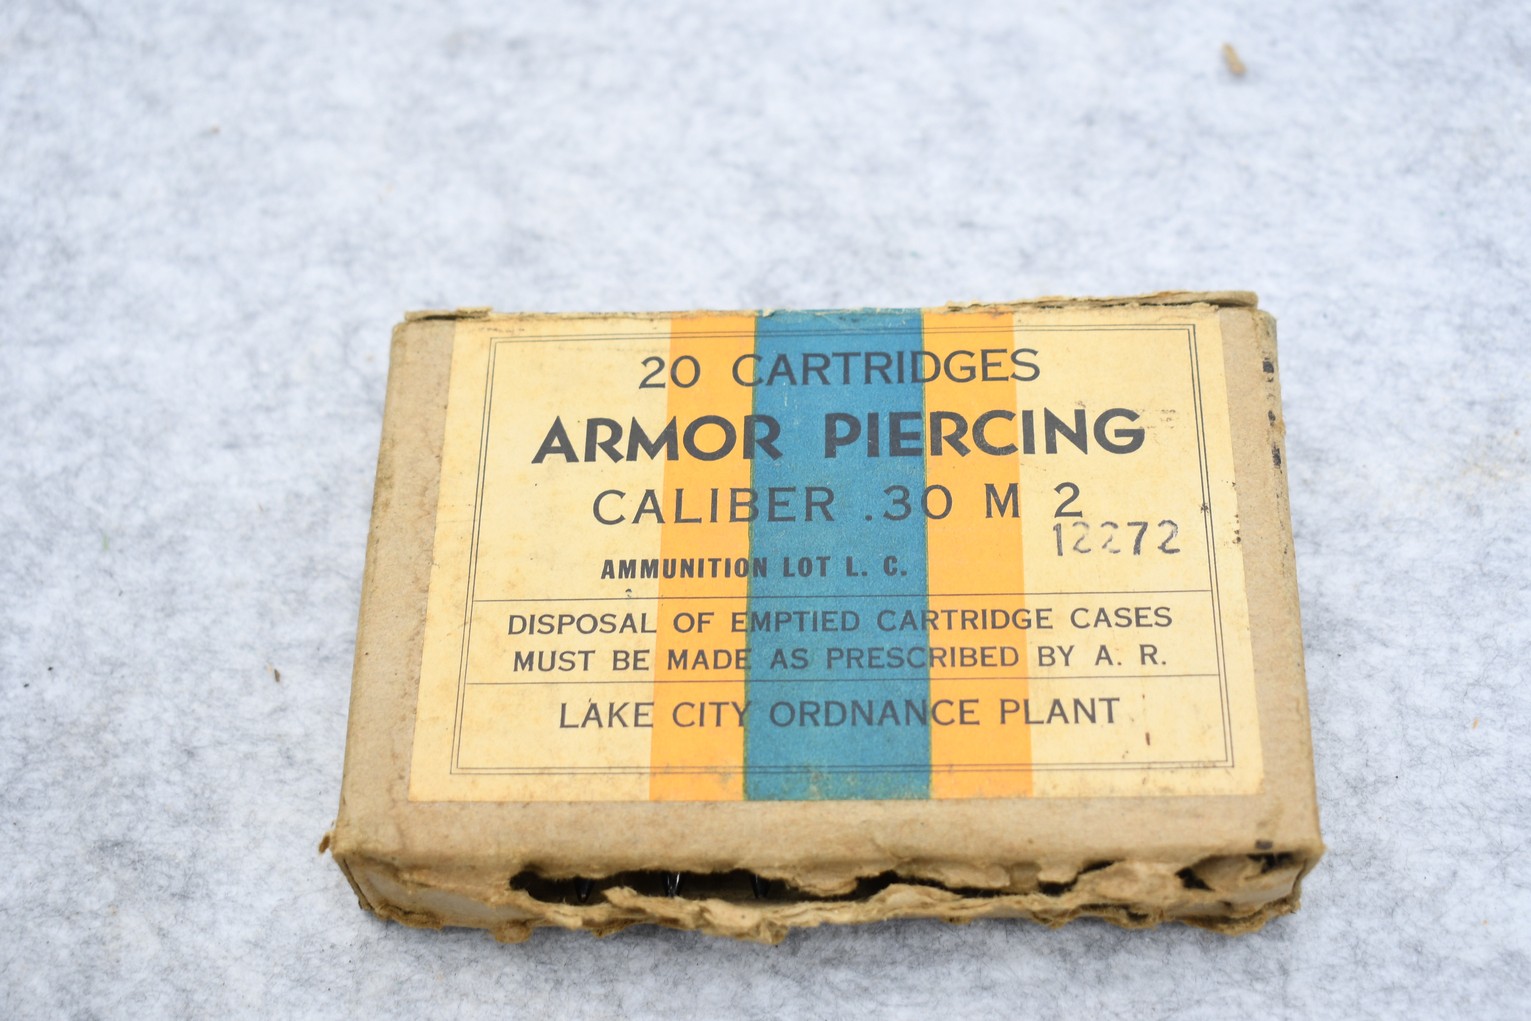 20 CARTRIDGES
ARMOR PIERCING
CALIBER .30 M 2
12272
AMMUNITION LOT L. C.
DISPOSAL OF EMPTIED CARTRIDGE CASES
MUST BE MADE AS PRESCRIBED BY A. R.
LAKE CITY ORDNANCE PLANT